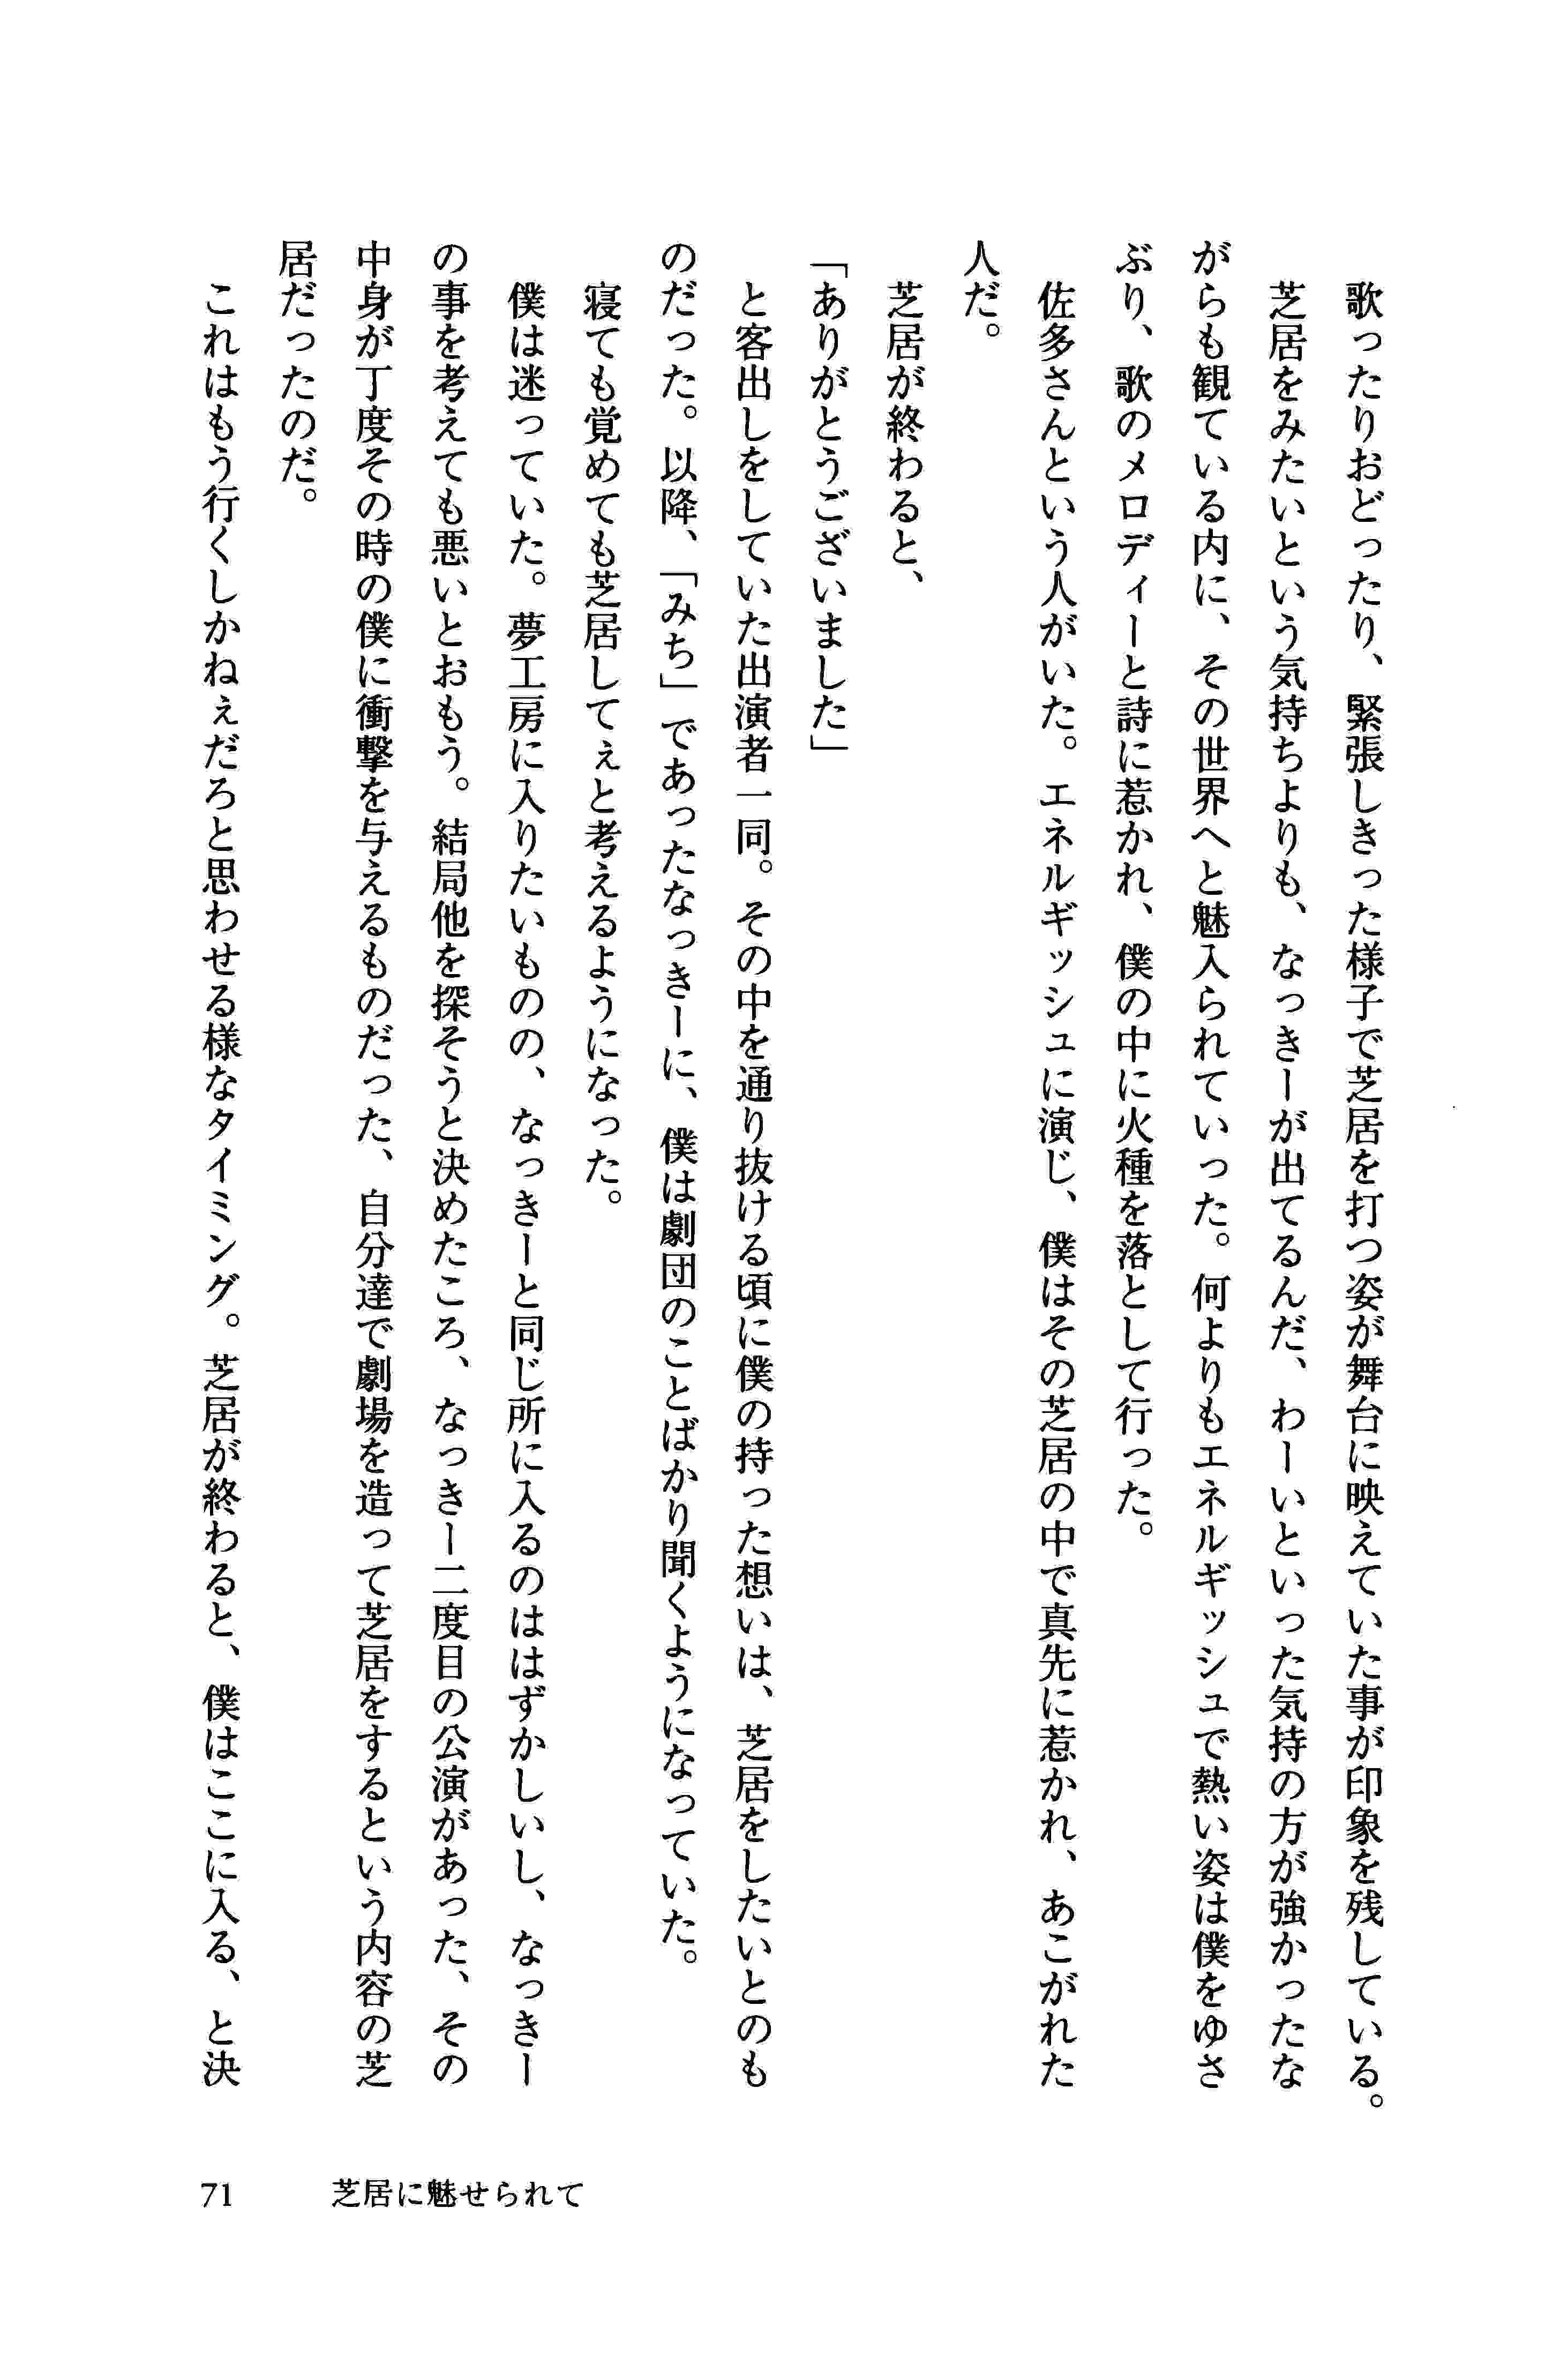 歌ったりおどったり、緊張しきった様子で芝居を打つ姿が舞台に映えていた事が印象を残している。
　芝居をみたいという気持ちよりも、なっきーが出てるんだ、わーいといった気持の方が強かったな
がらも観ている内に、その世界へと魅入られていった。何よりもエネルギッシュで熱い姿は僕をゆさ
ぶり、歌のメロディーと詩に惹かれ、僕の中に火種を落として行った。
　佐多さんという人がいた。エネルギッシュに演じ、僕はその芝居の中で真先に惹かれ、あこがれた
人だ。
　芝居が終わると、
「ありがとうございました」
　と客出しをしていた出演者一同。その中を通り抜ける頃に僕の持った想いは、芝居をしたいとのも
のだった。以降、「みち」であったなっきーに、僕は劇団のことばかり聞くようになっていた。
　寝ても覚めても芝居してぇと考えるようになった。
　僕は迷っていた。夢工房に入りたいものの、なっきーと同じ所に入るのははずかしいし、なっきー
の事を考えても悪いとおもう。結局他を探そうと決めたころ、なっきー二度目の公演があった、その
中身が丁度その時の僕に衝撃を与えるものだった、自分達で劇場を造って芝居をするという内容の芝
居だったのだ。
　これはもう行くしかねぇだろと思わせる様なタイミング。芝居が終わると、僕はここに入る、と決
71　芝居に魅せられて